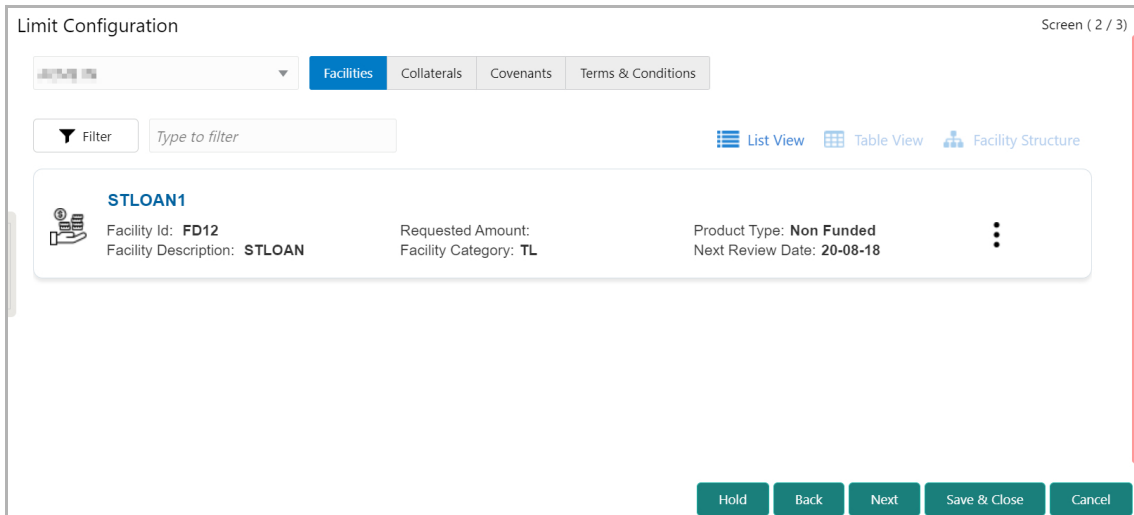 Limit Configuration
Screen ( 2 / 3)
Facilities
Collaterals
Covenants
Terms & Conditions
Filter
Type to filter
List View
Table View
Facility Structure
STLOAN1
Facility Id: FD12
Requested Amount:
Product Type: Non Funded
Facility Description: STLOAN
Facility Category: TL
Next Review Date: 20-08-18
Hold
Back
Next
Save & Close
Cancel